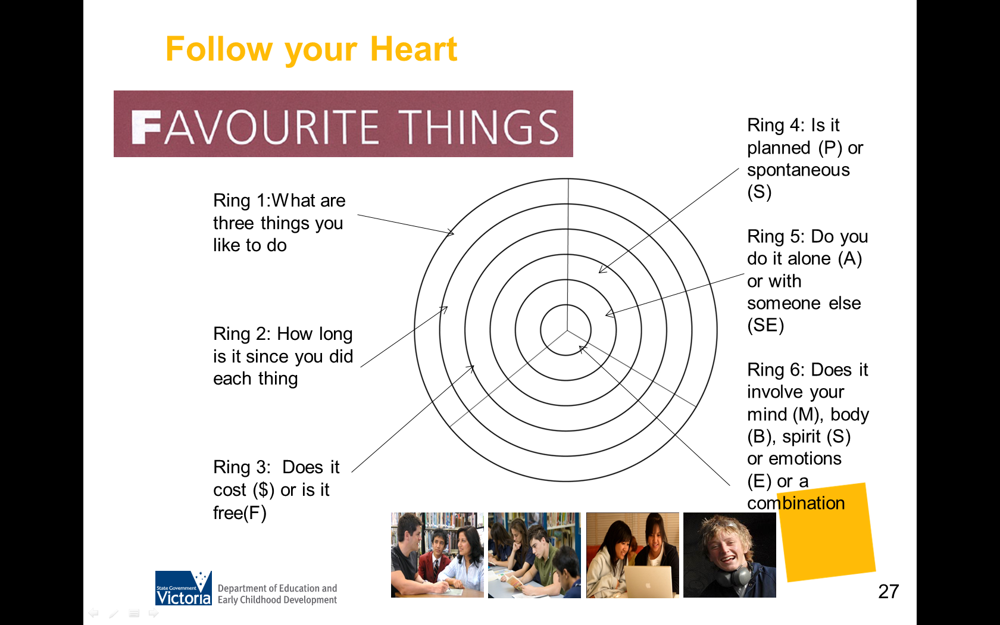 Follow your Heart
FAVOURITE THINGS
Ring 1:What are
three things you
like to do
Ring 2: How long
is it since you did
each thing
Ring 3:  Does it
cost ($) or is it
free(F)
Ring 4: Is it
planned (P) or
spontaneous
(S)
Ring 5: Do you
do it alone (A)
or with
someone else
(SE)
Ring 6: Does it
involve your
mind (M), body
(B), spirit (S)
or emotions
(E) or a
combination
State Government
Victoria
Department of Education and
Early Childhood Development
27